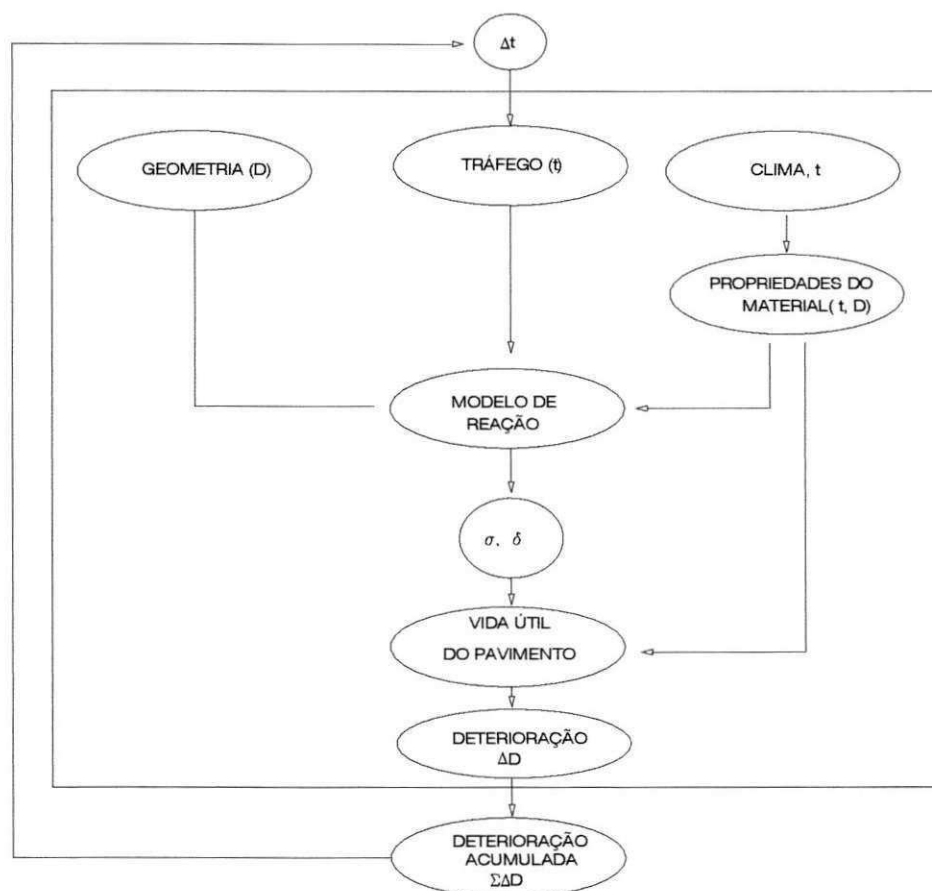 Δt
GEOMETRIA (D)
TRÁFEGO (t)
CLIMA, t
PROPRIEDADES DO
MATERIAL( t, D)
MODELO DE
REAÇÃO
σ, δ
VIDA ÚTIL
DO PAVIMENTO
DETERIORAÇÃO
ΔD
DETERIORAÇÃO
ACUMULADA
ΣΔD